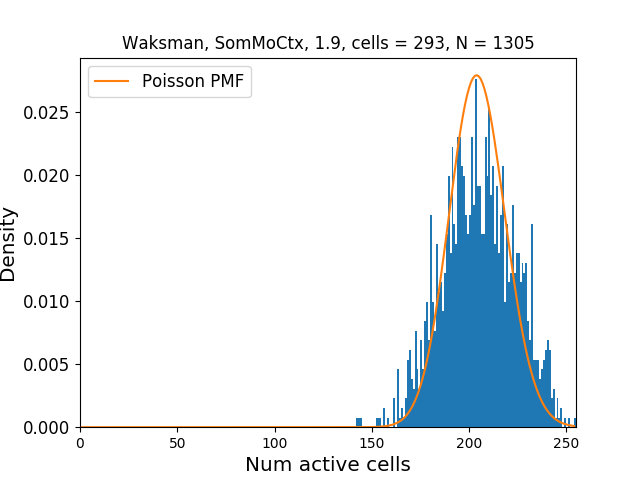 Waksman, SomMoCtx, 1.9, cells = 293, N = 1305
Poisson PMF
0.025
0.020
0.015
0.010
0.005
0.000
Density
0 50 100 150 200 250
Num active cells